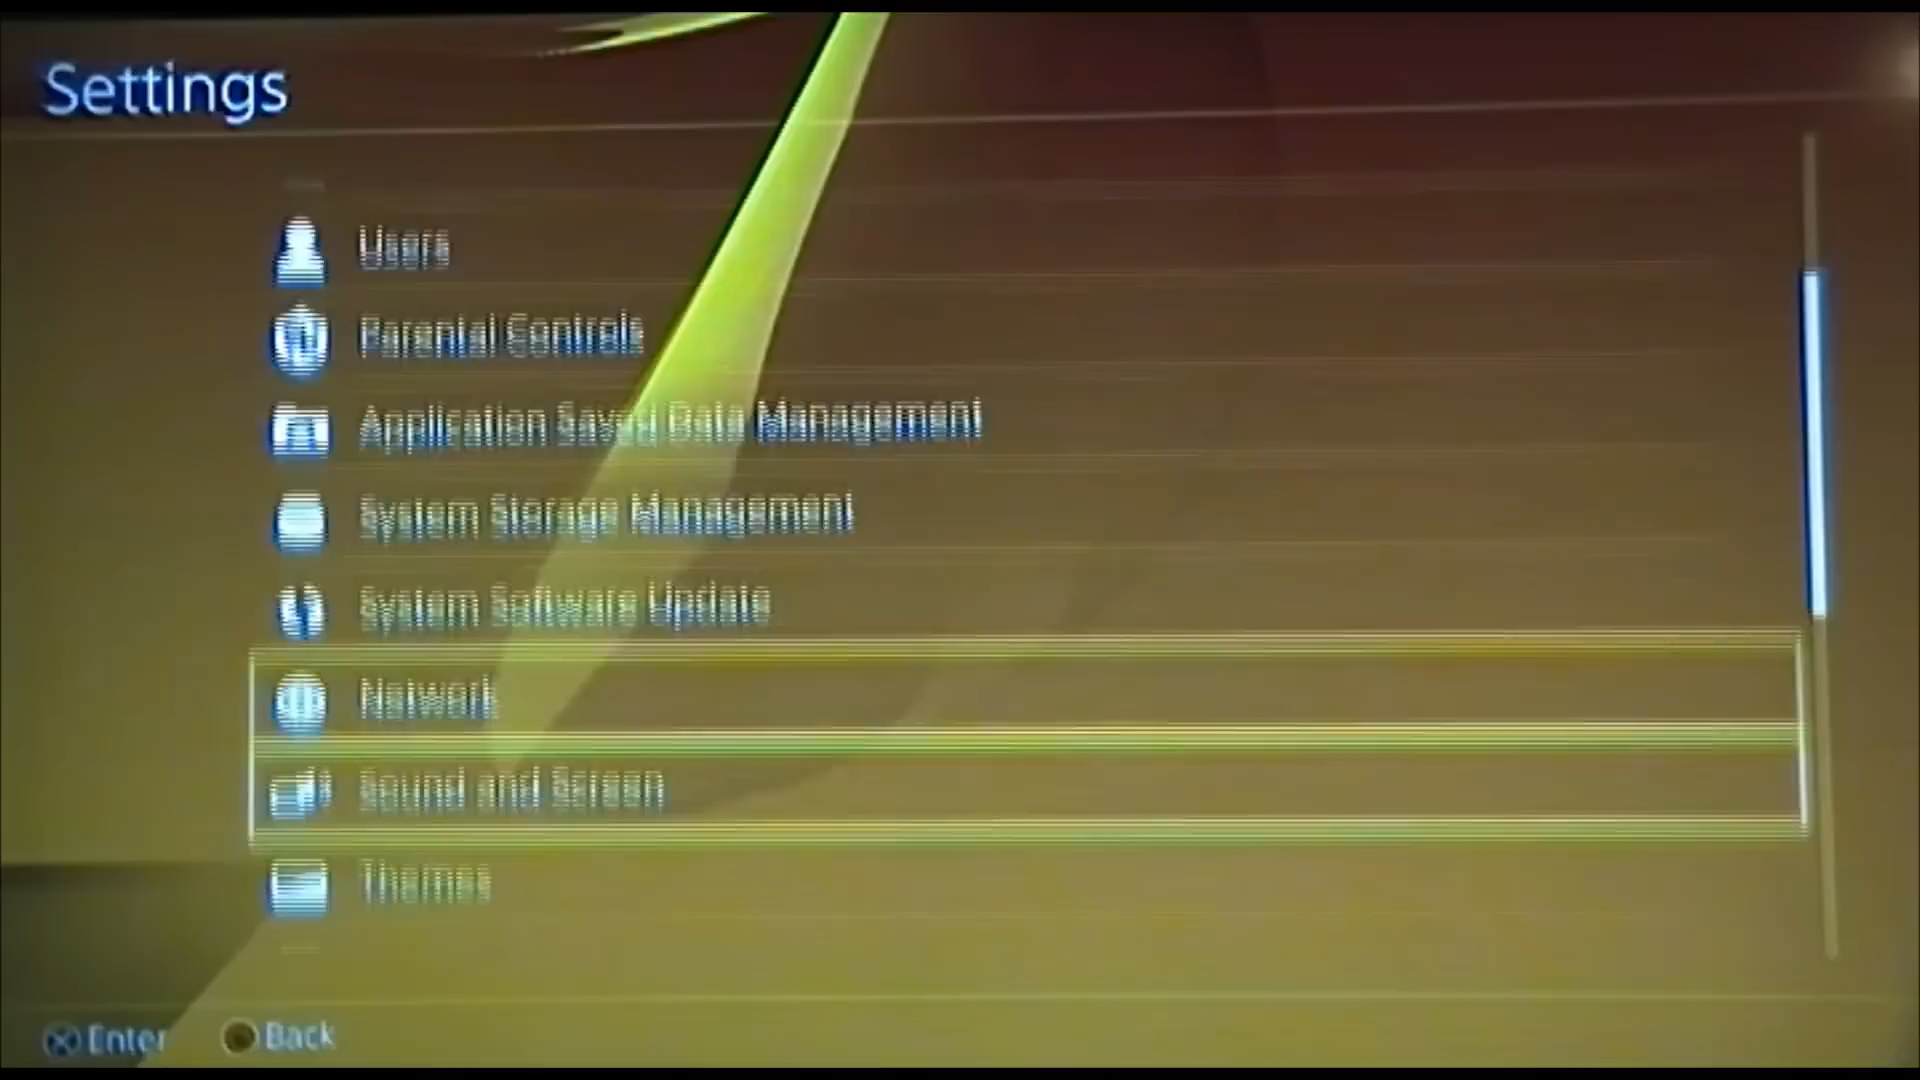 Settings
Users
Parental Controls
Application Saved Data Management
System Storage Management
System Software Update
Network
Sound and Screen
Themes
Enter Back